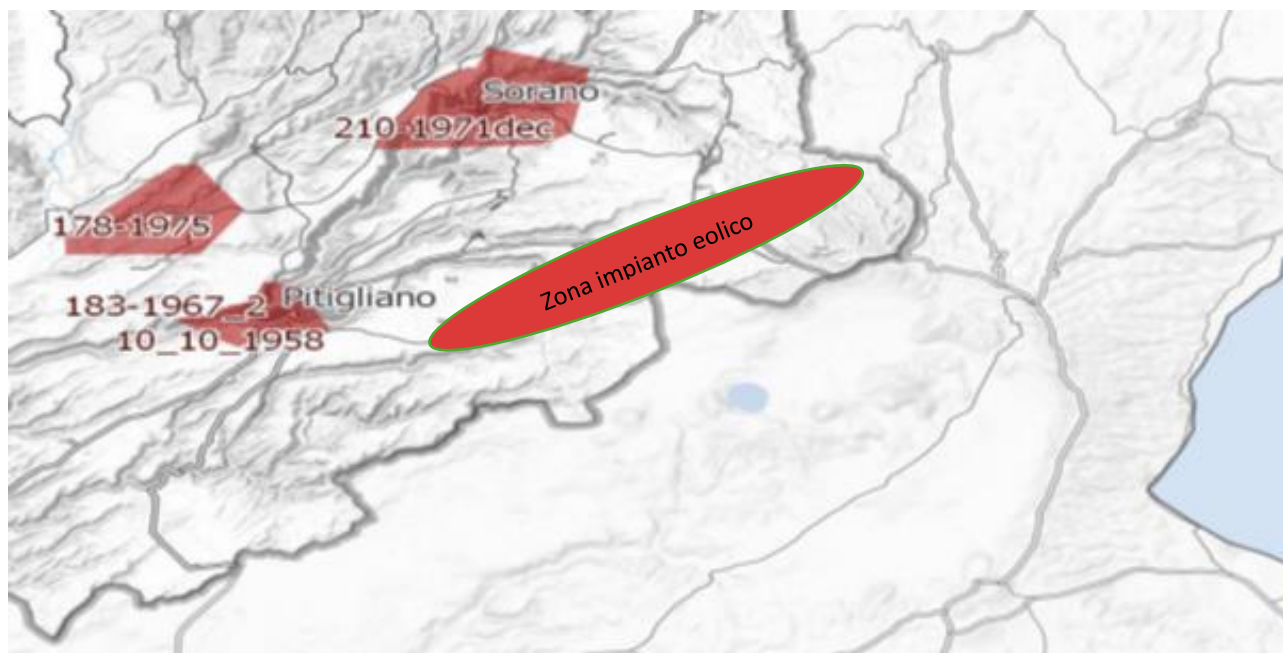 Sorano
210-1971dec
178-1975
Zona impianto eolico
Pitigliano
183-1967_2
10_10_1958